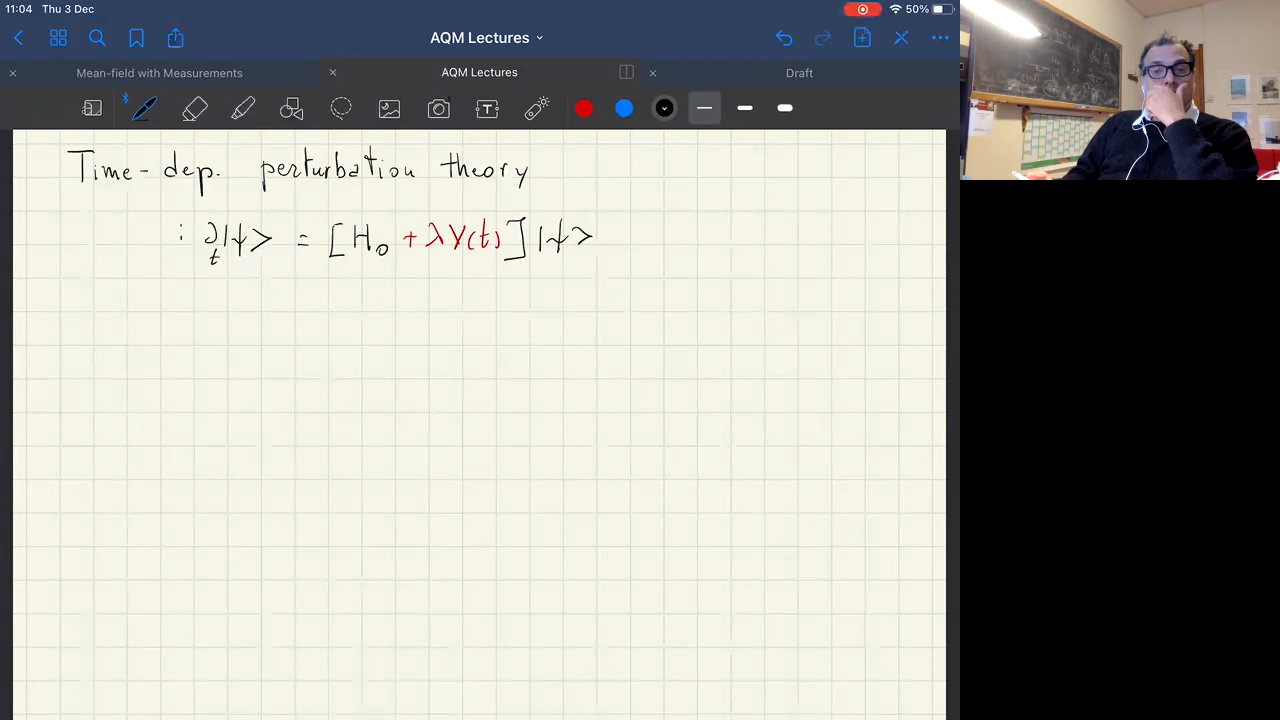 11:04 Thu 3 Dec
50%
AQM Lectures
Mean-field with Measurements
AQM Lectures
Draft
Time-dep. perturbation theory
i ∂t|ψ> = [H0 + λV(t)]|ψ>